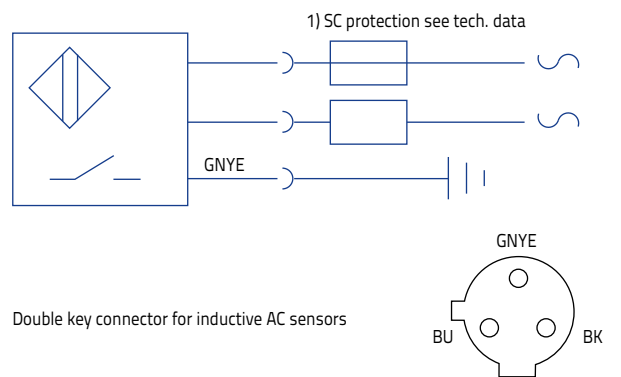 1) SC protection see tech. data
GNYE
GNYE
Double key connector for inductive AC sensors
BU
BK